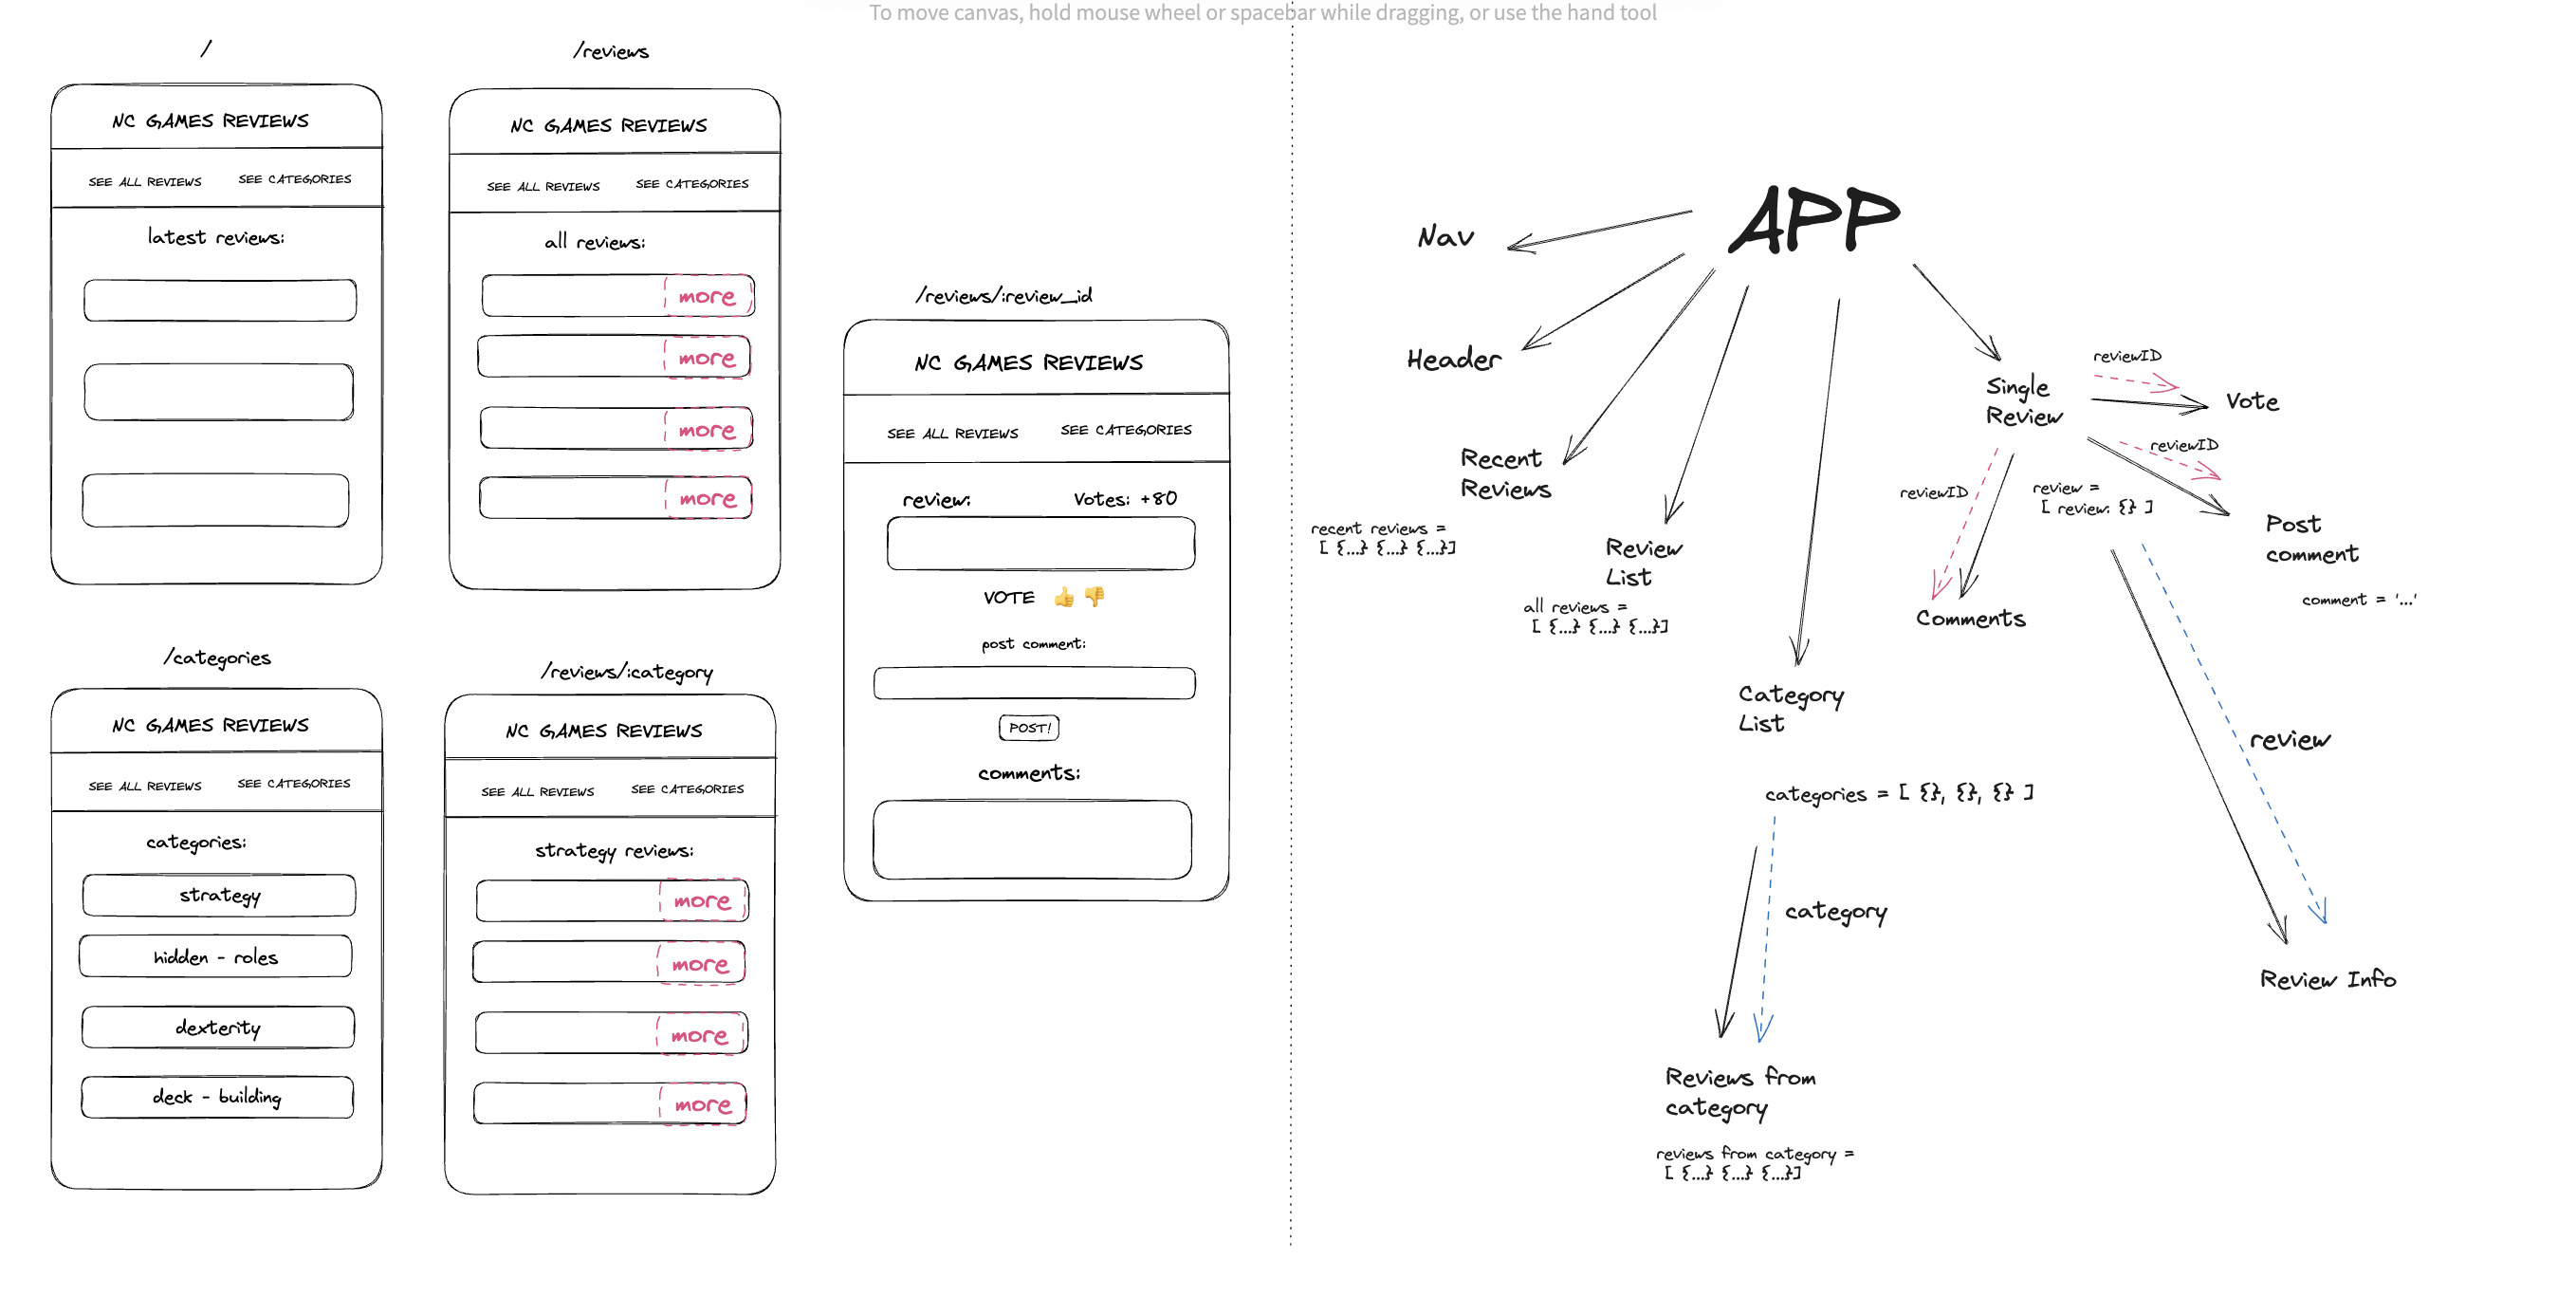 To move canvas, hold mouse wheel or spacebar while dragging, or use the hand tool
/
NC GAMES REVIEWS
SEE ALL REVIEWS SEE CATEGORIES
latest reviews:
/reviews
NC GAMES REVIEWS
SEE ALL REVIEWS SEE CATEGORIES
all reviews:
more
more
more
more
/categories
NC GAMES REVIEWS
SEE ALL REVIEWS SEE CATEGORIES
categories:
strategy
hidden - roles
dexterity
deck - building
/reviews/:category
NC GAMES REVIEWS
SEE ALL REVIEWS SEE CATEGORIES
strategy reviews:
more
more
more
more
/reviews/:review_id
NC GAMES REVIEWS
SEE ALL REVIEWS SEE CATEGORIES
review: Votes: +80
VOTE 👍 👎
post comment:
POST!
comments:
APP
Nav
Header
Recent
Reviews
recent reviews =
[ {...} {...} {...}]
Review
List
all reviews =
[ {...} {...} {...}]
Category
List
categories = [ {}, {}, {} ]
category
Reviews from
category
reviews from category =
[ {...} {...} {...}]
Single
Review
reviewID
Vote
reviewID
Post
comment
comment = '...'
reviewID
Comments
review =
[ review: {} ]
review
Review Info